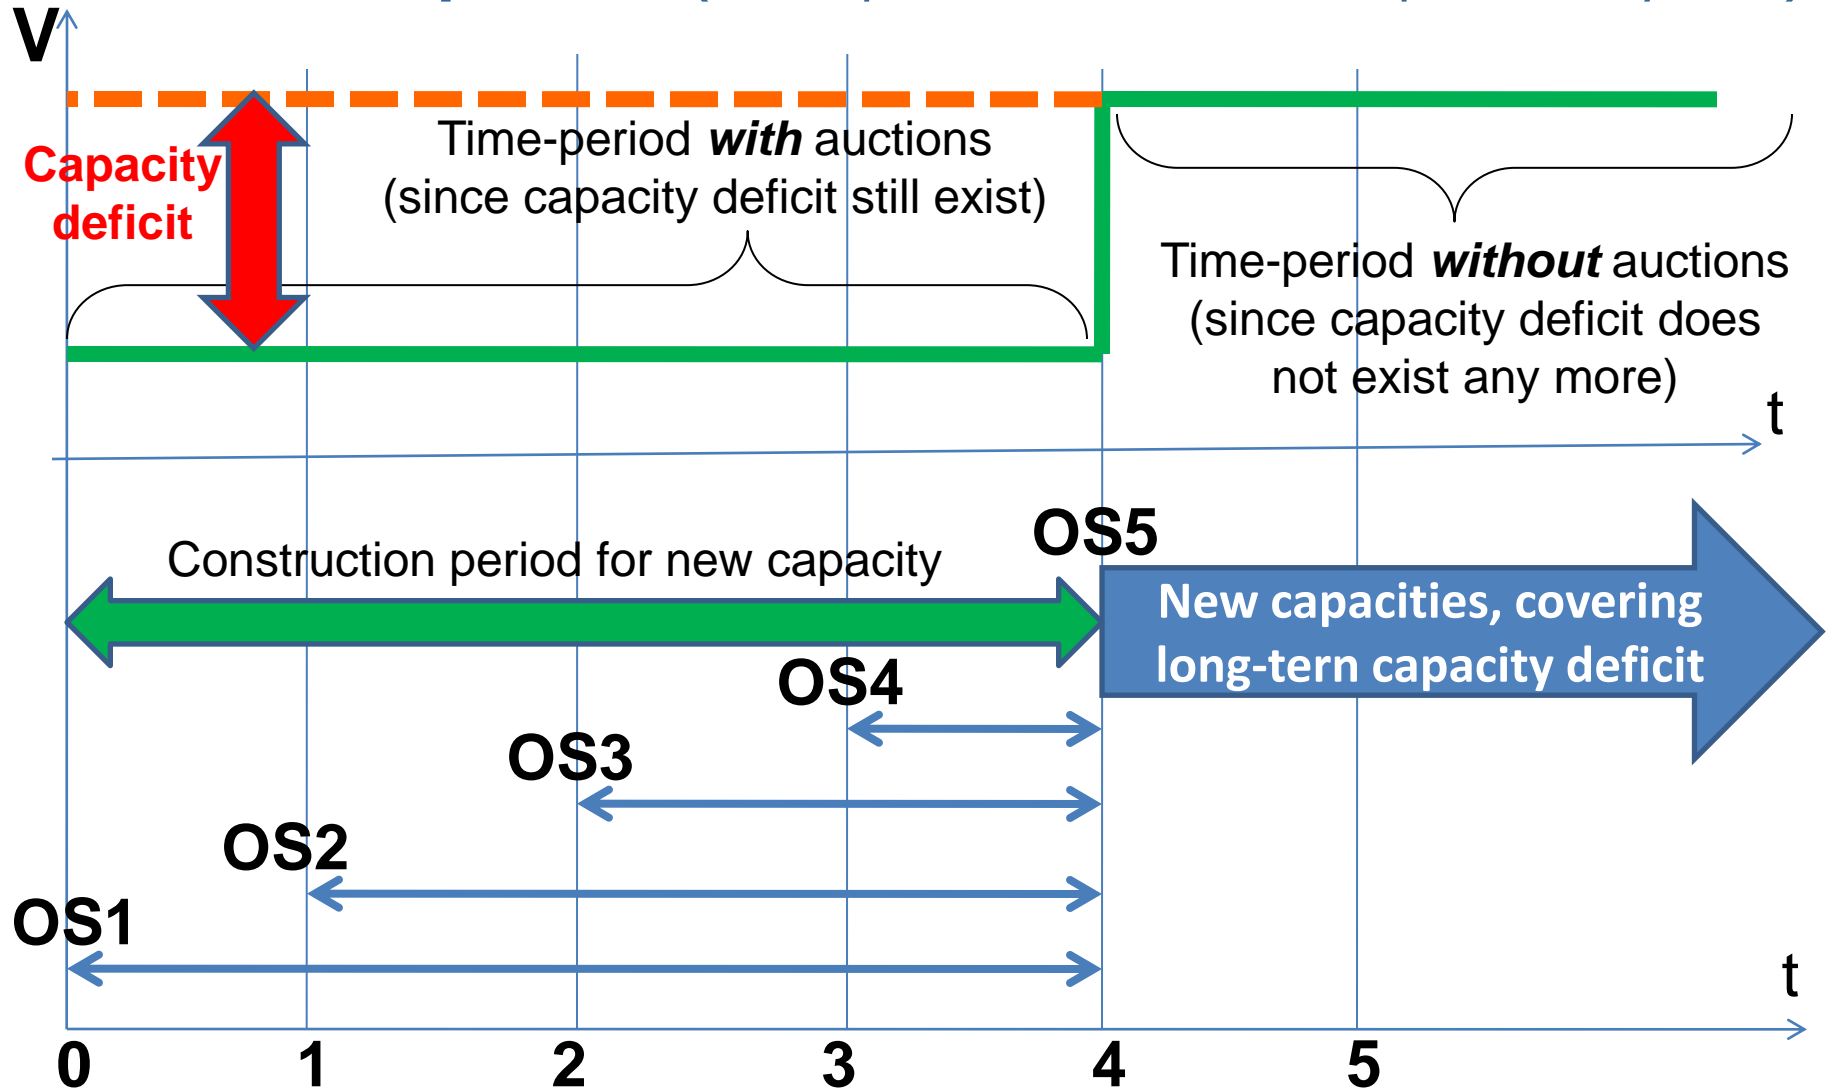 V
Capacity
deficit
Time-period with auctions
(since capacity deficit still exist)
Time-period without auctions
(since capacity deficit does
not exist any more)
t
OS5
Construction period for new capacity
New capacities, covering
long-tern capacity deficit
OS4
OS3
OS2
OS1
t
0 1 2 3 4 5